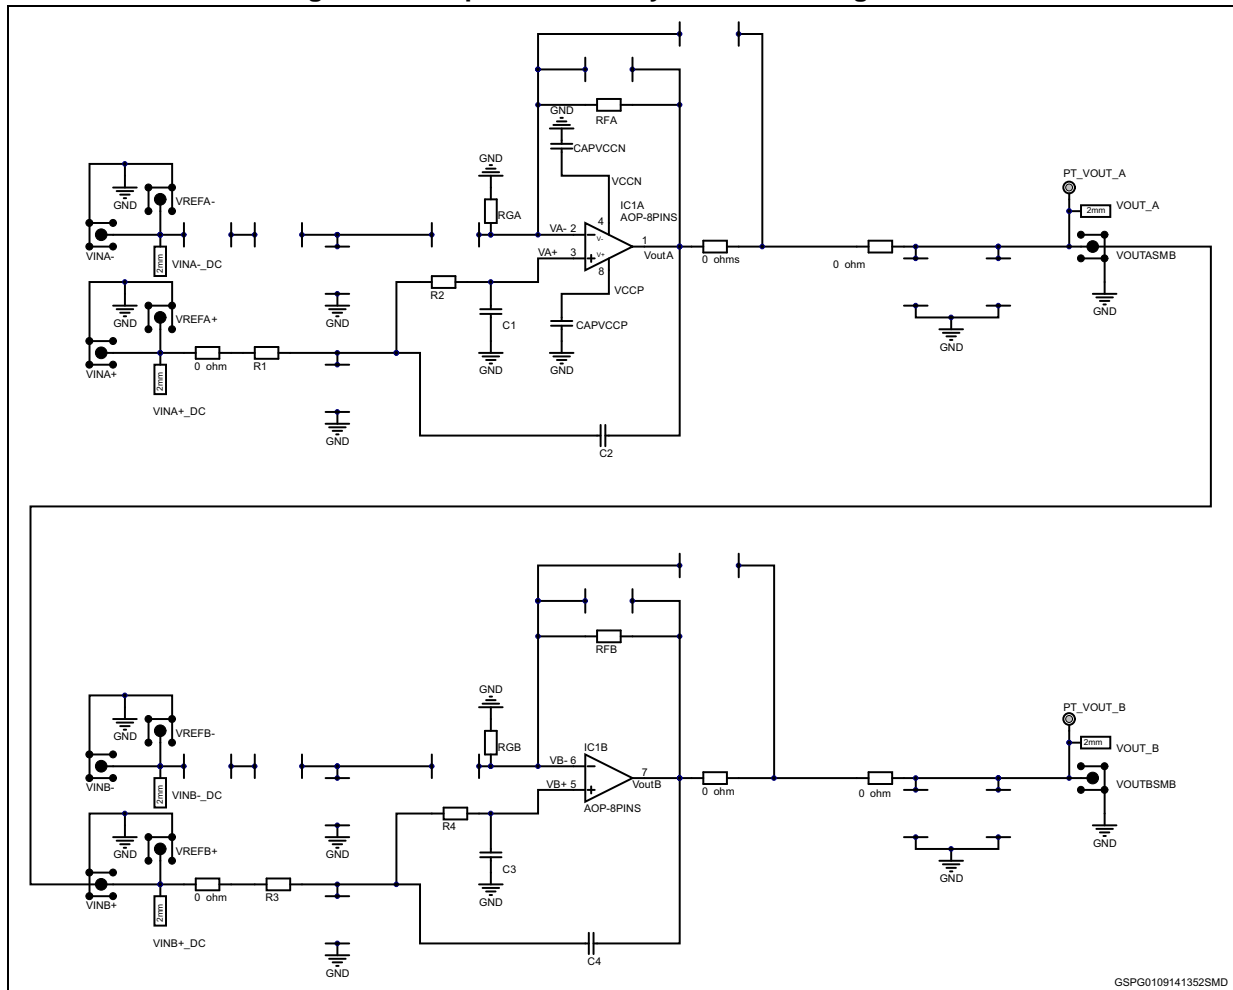 GND
RFA
CAPVCCN
GND
VCCN
PT_VOUT_A
IC1A
AOP-8PINS
2mm
VOUT_A
VREFA-
GND
RGA
4
VA- 2
V-
1
VA+
3
V+
8
VoutA
0 ohms
0 ohm
VOUTASMB
VINA-
2mm
VINA-_DC
R2
VCCP
GND
VREFA+
GND
GND
C1
CAPVCCP
GND
GND
GND
GND
VINA+
0 ohm
R1
2mm
VINA+_DC
GND
C2
RFB
GND
PT_VOUT_B
VREFB-
GND
RGB
IC1B
2mm
VOUT_B
VB- 6
7
VB+ 5
VoutB
0 ohm
0 ohm
VOUTBSMB
VINB-
2mm
VINB-_DC
AOP-8PINS
R4
GND
VREFB+
GND
GND
C3
GND
GND
GND
VINB+
0 ohm
R3
2mm
VINB+_DC
GND
C4
GSPG0109141352SMD